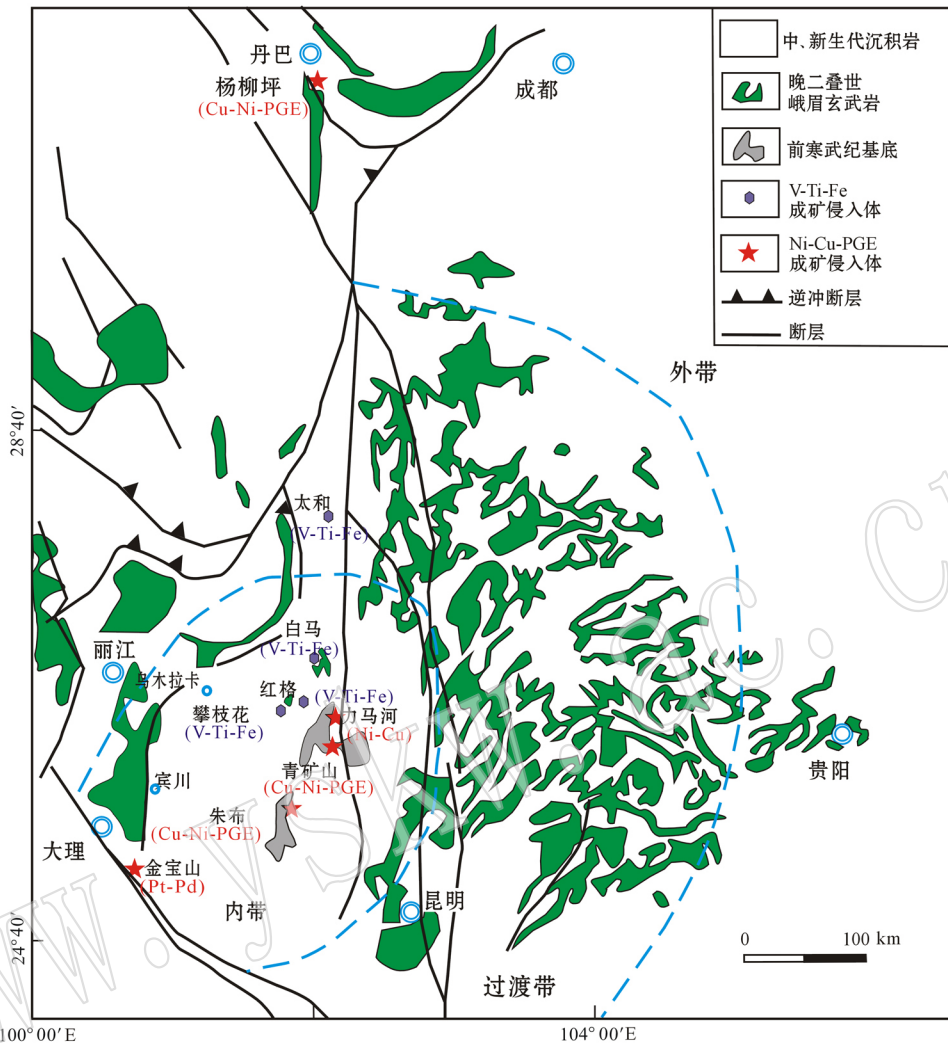 丹巴
杨柳坪
(Cu-Ni-PGE)
成都
中、新生代沉积岩
晚二叠世
峨眉玄武岩
前寒武纪基底
V-Ti-Fe
成矿侵入体
Ni-Cu-PGE
成矿侵入体
逆冲断层
断层
外带
28°40′
太和
(V-Ti-Fe)
白马
(V-Ti-Fe)
丽江
乌木拉卡
红格
(V-Ti-Fe)
攀枝花
(V-Ti-Fe)
力马河
(Ni-Cu)
青矿山
(Cu-Ni-PGE)
宾川
朱布
(Cu-Ni-PGE)
贵阳
大理
金宝山
(Pt-Pd)
内带
昆明
24°40′
过渡带
0
100 km
100°00′E
104°00′E
www.yskw.ac.c